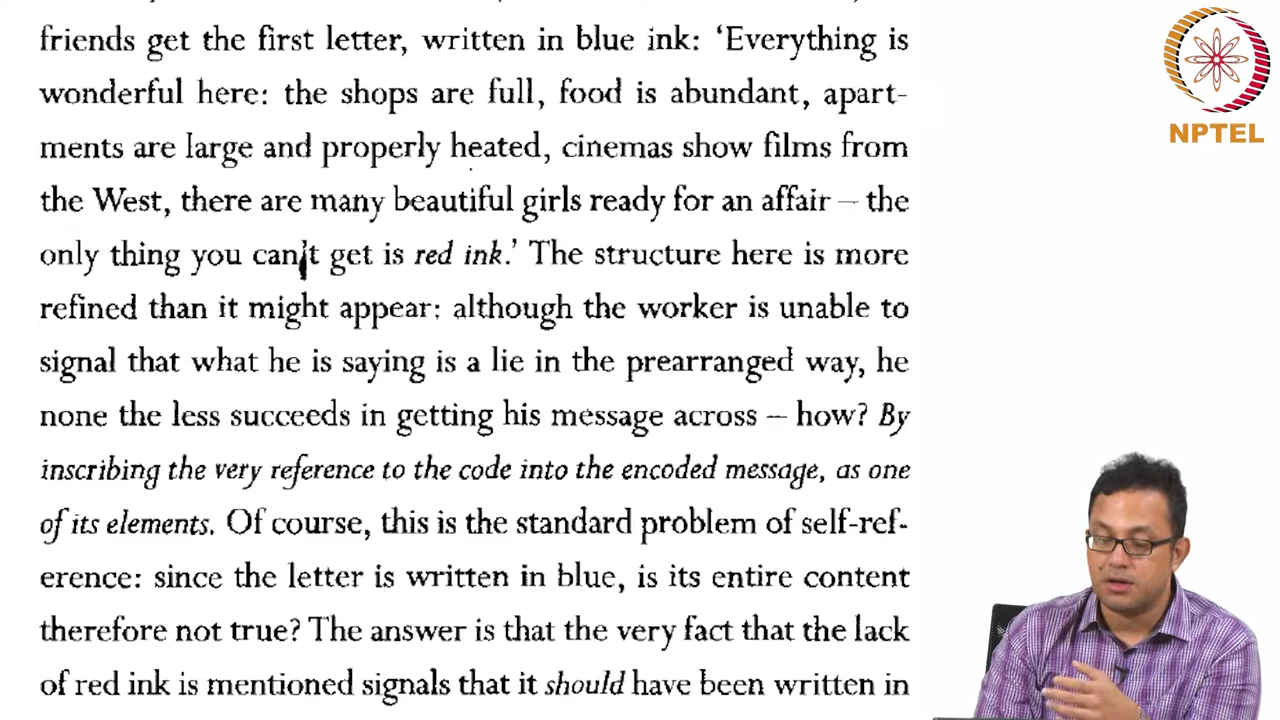 friends get the first letter, written in blue ink: ‘Everything is
wonderful here: the shops are full, food is abundant, apart-
ments are large and properly heated, cinemas show films from
the West, there are many beautiful girls ready for an affair – the
only thing you can't get is red ink.’ The structure here is more
refined than it might appear: although the worker is unable to
signal that what he is saying is a lie in the prearranged way, he
none the less succeeds in getting his message across – how? By
inscribing the very reference to the code into the encoded message, as one
of its elements. Of course, this is the standard problem of self-ref-
erence: since the letter is written in blue, is its entire content
therefore not true? The answer is that the very fact that the lack
of red ink is mentioned signals that it should have been written in
NPTEL